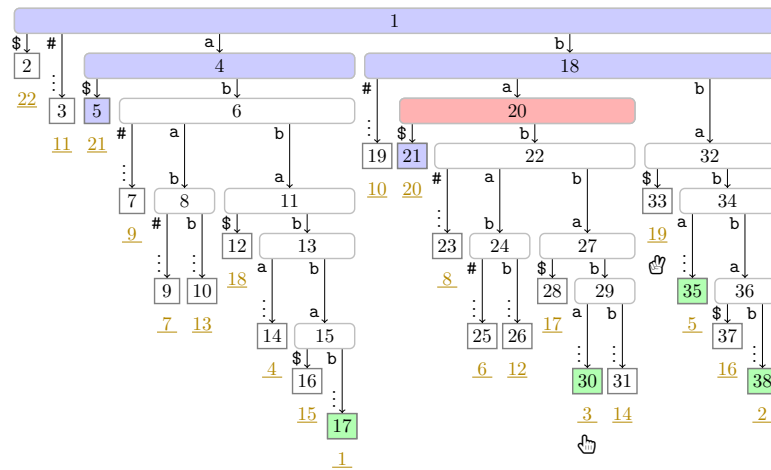 1
$ # a b
2 4 18
22 ⋮ $ b # a b
3 5 6 20
11 21 # a b ⋮ $ b
19 21 22 32
10 20 # a b $ b
⋮ b a ⋮ b a
7 8 11 33 34
9 # b $ b 19 a b
⋮ ⋮ 12 13 23 24 27 ⋮ a
18 a b 8 # b $ b
9 10 ⋮ a ⋮ ⋮ 28 29 35 36
7 13 17 a b 5 $ b
14 15 25 26 ⋮ ⋮ 37 ⋮
4 $ b 6 12 16
16 ⋮ 30 31 38
15 3 14 2
17
1